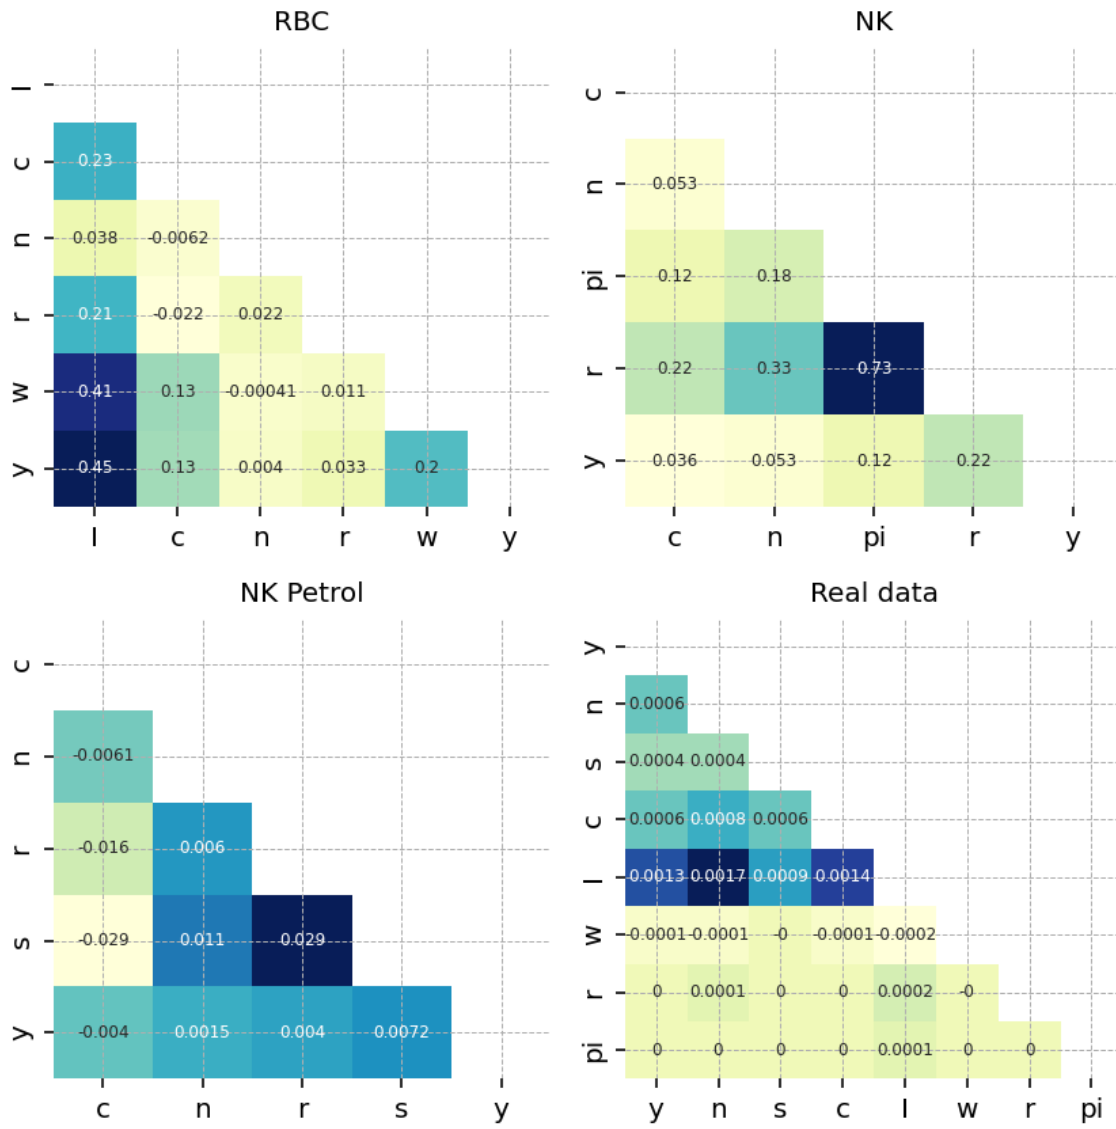 RBC
I
c 0.23
n 0.038 -0.0062
r 0.21 -0.022 0.022
w 0.41 0.13 -0.00041 0.011
y 0.45 0.13 0.004 0.033 0.2
I c n r w y
NK
c
n 0.053
pi 0.12 0.18
r 0.22 0.33 0.73
y 0.036 0.053 0.12 0.22
c n pi r y
NK Petrol
c
n -0.0061
r -0.016 0.006
s -0.029 0.011 0.029
y -0.004 0.0015 0.004 0.0072
c n r s y
Real data
y
n 0.0006
s 0.0004 0.0004
c 0.0006 0.0008 0.0006
I 0.0013 0.0017 0.0009 0.0014
w -0.0001 -0.0001 -0 -0.0001 -0.0002
r 0 0.0001 0 0 0.0002 -0
pi 0 0 0 0 0.0001 0 0
y n s c I w r pi